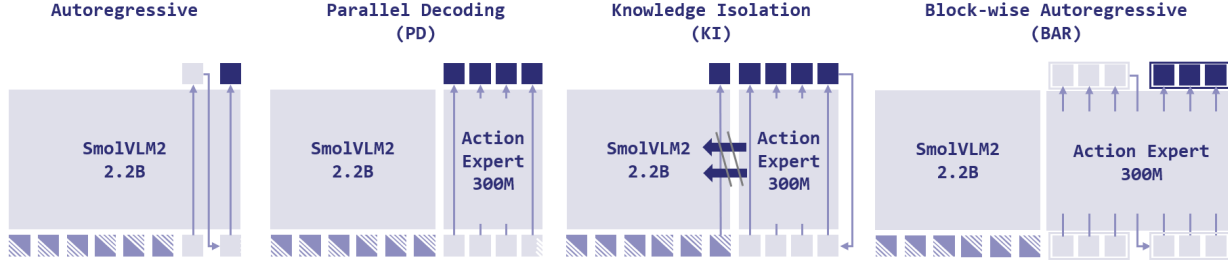 Autoregressive
Parallel Decoding
(PD)
Knowledge Isolation
(KI)
Block-wise Autoregressive
(BAR)
SmolVLM2
2.2B
SmolVLM2
2.2B
Action
Expert
300M
SmolVLM2
2.2B
Action
Expert
300M
SmolVLM2
2.2B
Action Expert
300M